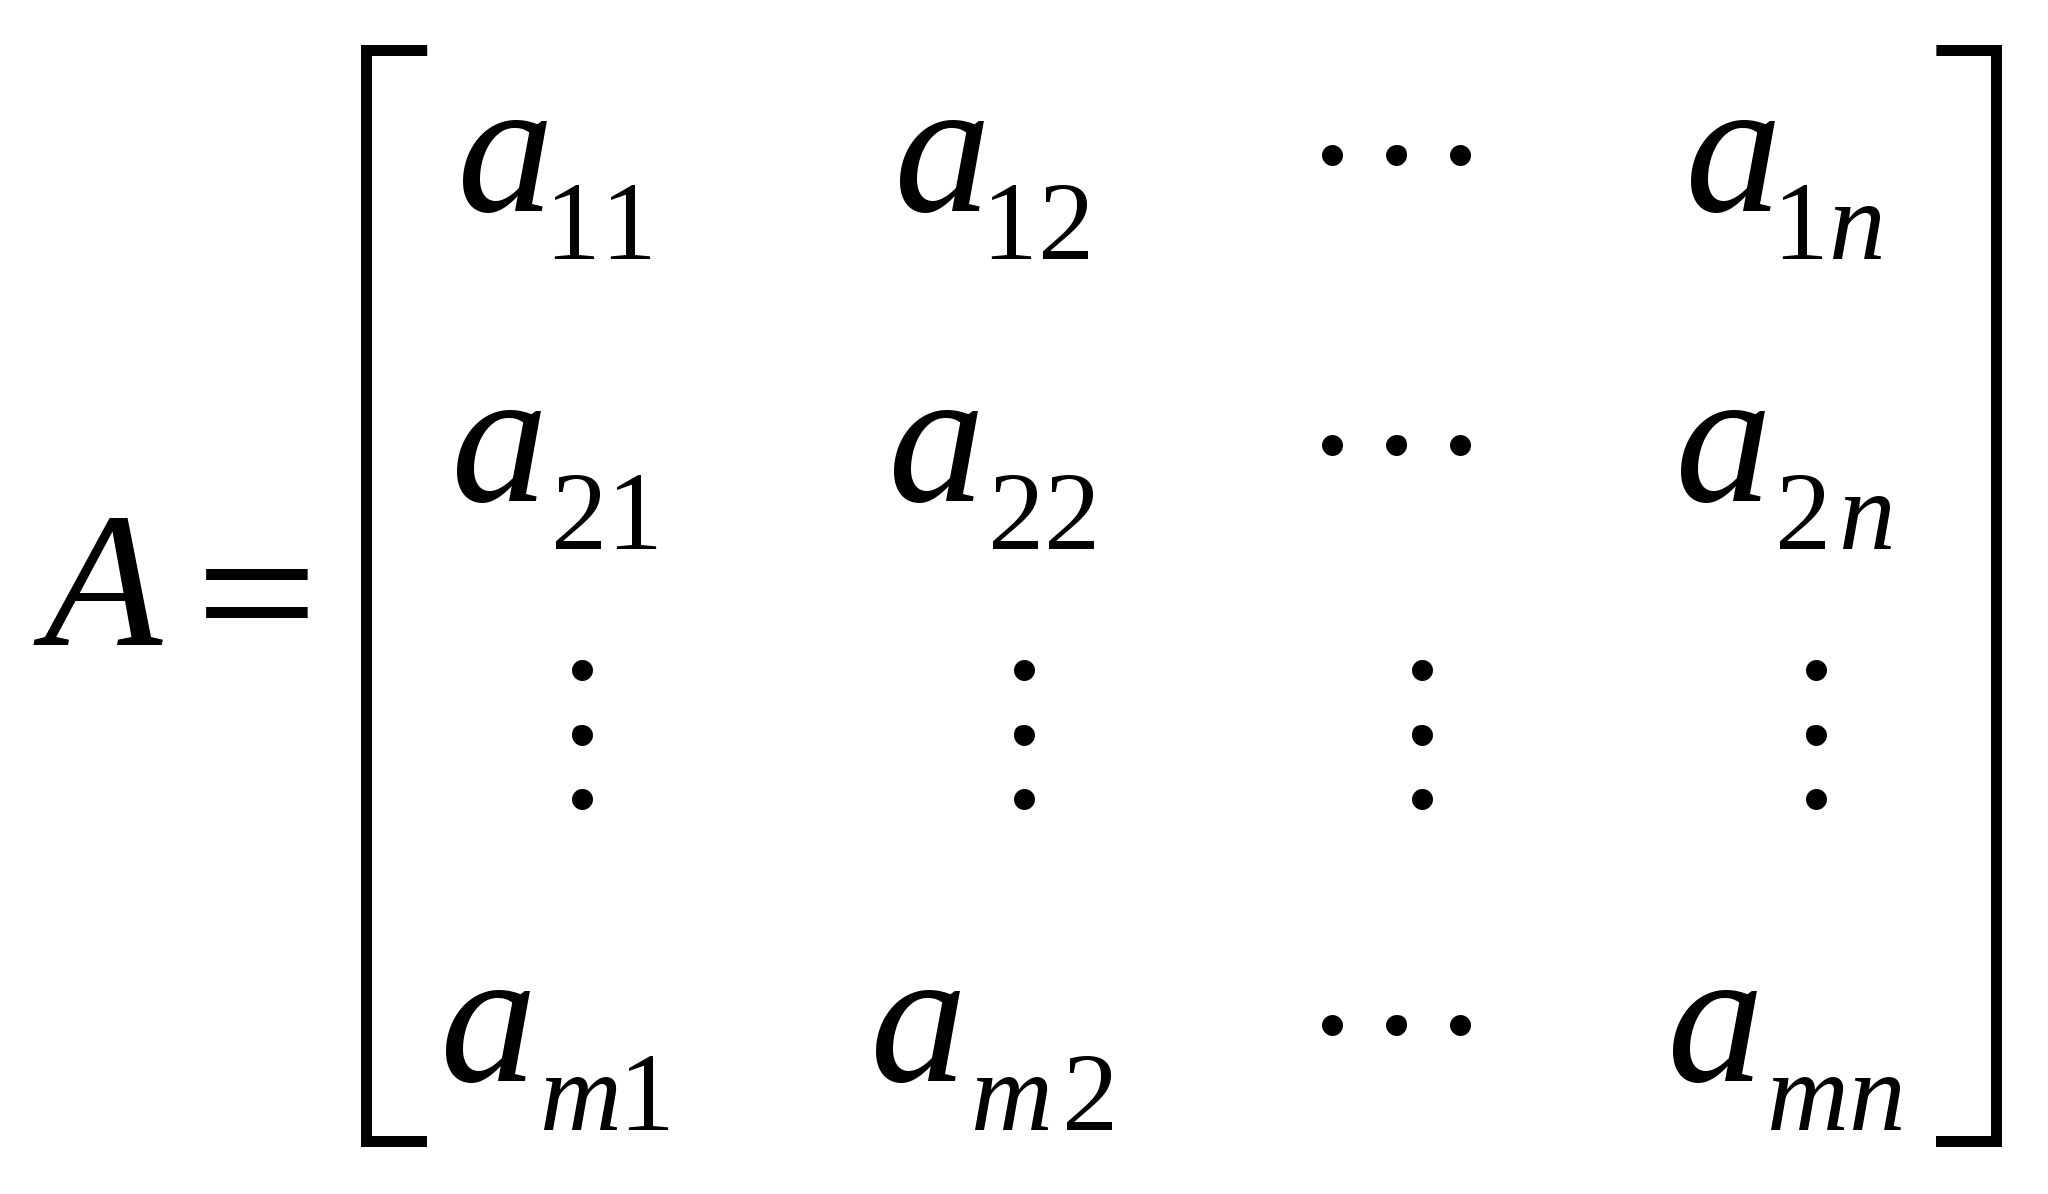 a₁₁ a₁₂ ⋯ a₁ₙ
a₂₁ a₂₂ ⋯ a₂ₙ
A =
⋮ ⋮ ⋮ ⋮
aₘ₁ aₘ₂ ⋯ aₘₙ